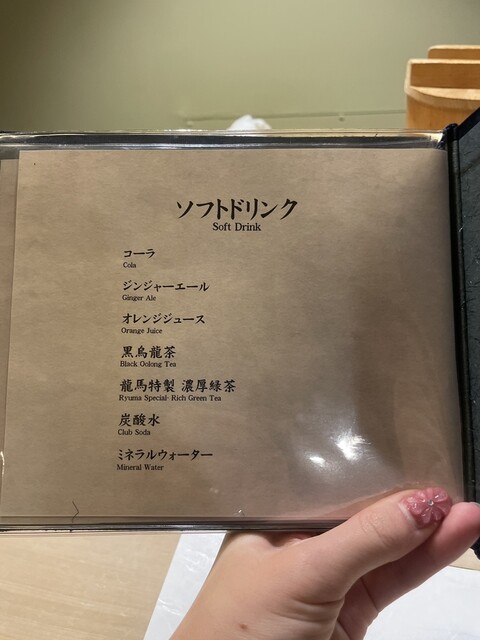 ソフトドリンク
Soft Drink
コーラ
Cola
ジンジャーエール
Ginger Ale
オレンジジュース
Orange Juice
黒烏龍茶
Black Oolong Tea
龍馬特製 濃厚緑茶
Ryuma Special- Rich Green Tea
炭酸水
Club Soda
ミネラルウォーター
Mineral Water